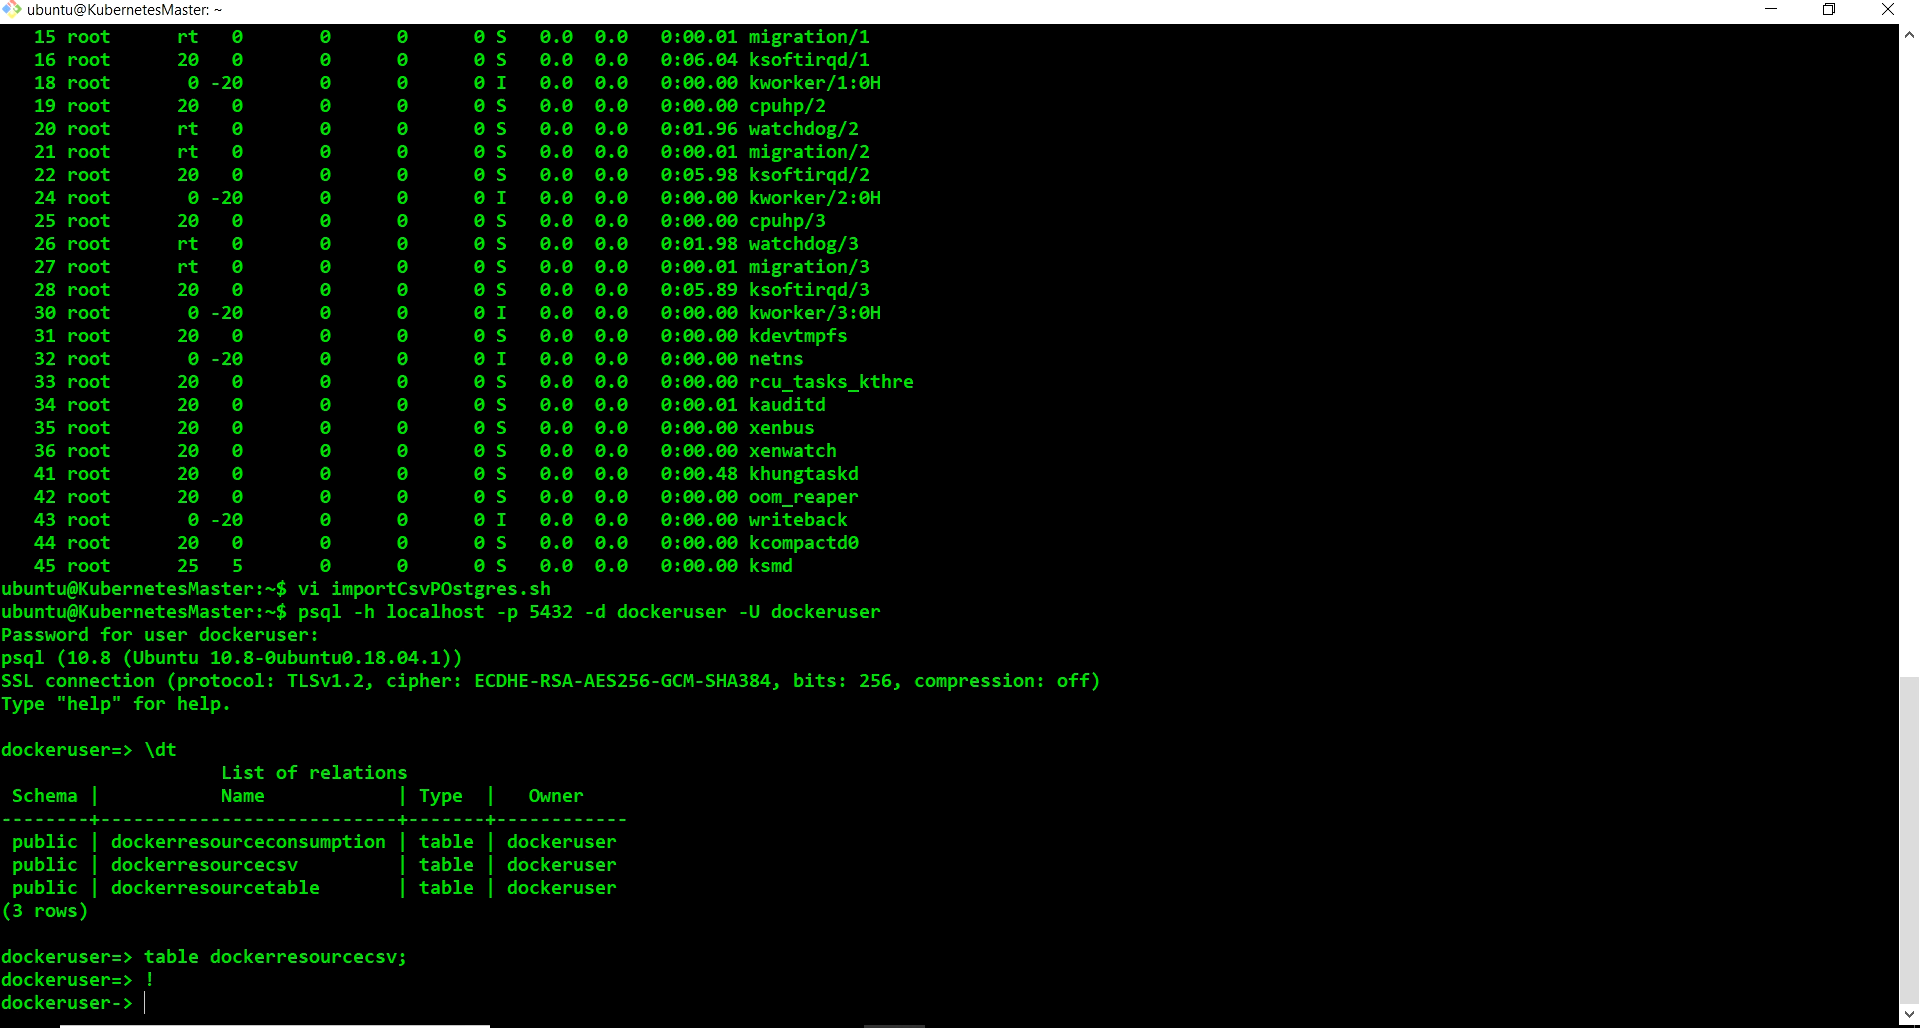 ubuntu@KubernetesMaster: ~
15 root rt 0 0 0 0 S 0.0 0.0 0:00.01 migration/1
16 root 20 0 0 0 0 S 0.0 0.0 0:06.04 ksoftirqd/1
18 root 0 -20 0 0 0 I 0.0 0.0 0:00.00 kworker/1:0H
19 root 20 0 0 0 0 S 0.0 0.0 0:00.00 cpuhp/2
20 root rt 0 0 0 0 S 0.0 0.0 0:01.96 watchdog/2
21 root rt 0 0 0 0 S 0.0 0.0 0:00.01 migration/2
22 root 20 0 0 0 0 S 0.0 0.0 0:05.98 ksoftirqd/2
24 root 0 -20 0 0 0 I 0.0 0.0 0:00.00 kworker/2:0H
25 root 20 0 0 0 0 S 0.0 0.0 0:00.00 cpuhp/3
26 root rt 0 0 0 0 S 0.0 0.0 0:01.98 watchdog/3
27 root rt 0 0 0 0 S 0.0 0.0 0:00.01 migration/3
28 root 20 0 0 0 0 S 0.0 0.0 0:05.89 ksoftirqd/3
30 root 0 -20 0 0 0 I 0.0 0.0 0:00.00 kworker/3:0H
31 root 20 0 0 0 0 S 0.0 0.0 0:00.00 kdevtmpfs
32 root 0 -20 0 0 0 I 0.0 0.0 0:00.00 netns
33 root 20 0 0 0 0 S 0.0 0.0 0:00.00 rcu_tasks_kthre
34 root 20 0 0 0 0 S 0.0 0.0 0:00.01 kauditd
35 root 20 0 0 0 0 S 0.0 0.0 0:00.00 xenbus
36 root 20 0 0 0 0 S 0.0 0.0 0:00.00 xenwatch
41 root 20 0 0 0 0 S 0.0 0.0 0:00.48 khungtaskd
42 root 20 0 0 0 0 S 0.0 0.0 0:00.00 oom_reaper
43 root 0 -20 0 0 0 I 0.0 0.0 0:00.00 writeback
44 root 20 0 0 0 0 S 0.0 0.0 0:00.00 kcompactd0
45 root 25 5 0 0 0 S 0.0 0.0 0:00.00 ksmd
ubuntu@KubernetesMaster:~$ vi importCsvPOstgres.sh
ubuntu@KubernetesMaster:~$ psql -h localhost -p 5432 -d dockeruser -U dockeruser
Password for user dockeruser:
psql (10.8 (Ubuntu 10.8-0ubuntu0.18.04.1))
SSL connection (protocol: TLSv1.2, cipher: ECDHE-RSA-AES256-GCM-SHA384, bits: 256, compression: off)
Type "help" for help.
dockeruser=> \dt
List of relations
Schema | Name | Type | Owner
--------+---------------------------+-------+------------
public | dockerresourceconsumption | table | dockeruser
public | dockerresourcecsv | table | dockeruser
public | dockerresourcetable | table | dockeruser
(3 rows)
dockeruser=> table dockerresourcecsv;
dockeruser=> !
dockeruser->